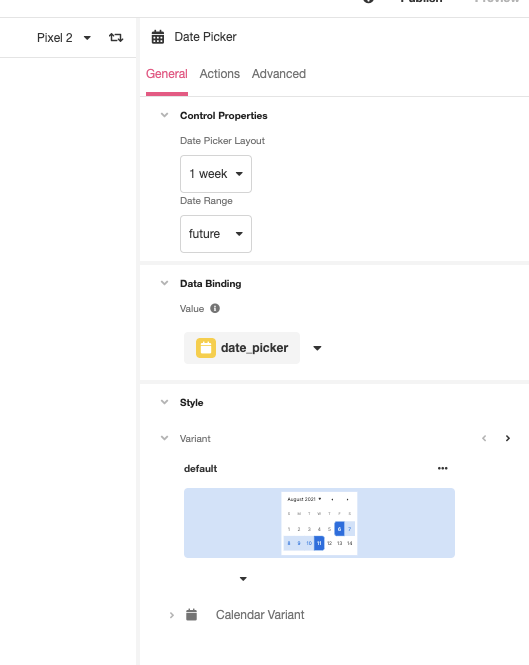 Pixel 2
Date Picker
General Actions Advanced
Control Properties
Date Picker Layout
1 week
Date Range
future
Data Binding
Value
date_picker
Style
Variant
default
August 2021
S M T W T F S
1 2 3 4 5 6 7
8 9 10 11 12 13 14
Calendar Variant